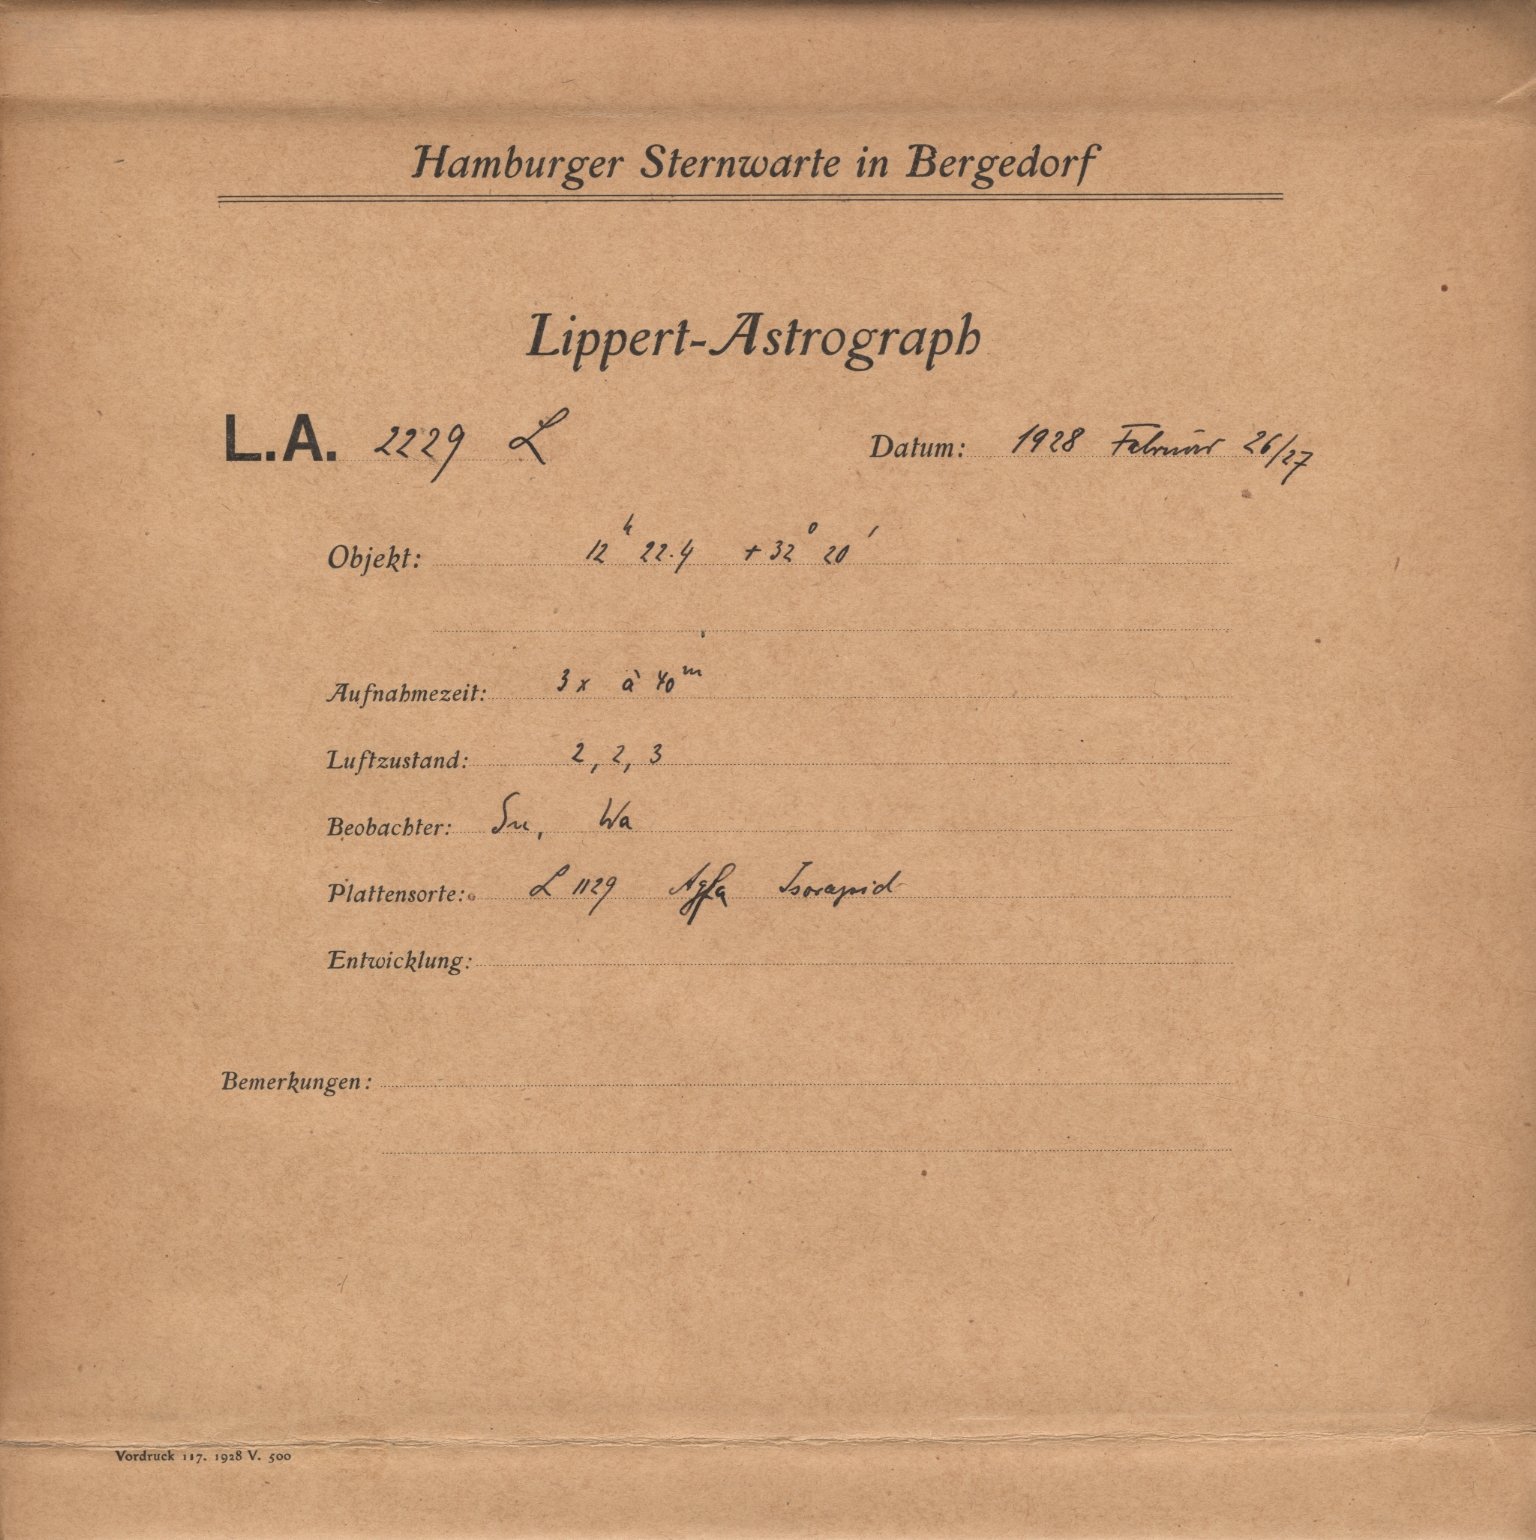 Hamburger Sternwarte in Bergedorf
Lippert-Astrograph
L.A. 2229 L Datum: 1928 Februar 26/27
Objekt: 12ʰ 22.4 +32° 20′
Aufnahmezeit: 3x à 40ᵐ
Luftzustand: 2, 2, 3
Beobachter: Wa
Plattensorte: L 1129 Agfa Isorapid
Entwicklung:
Bemerkungen:
Vordruck 117. 1928 V. 500